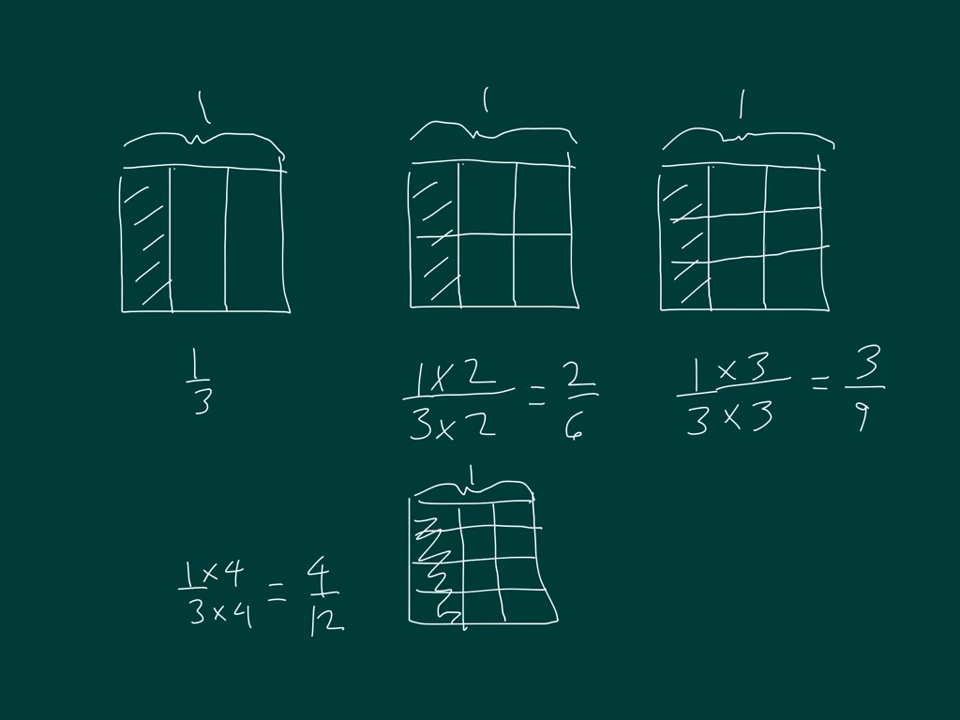 1 1 1
1/3
1 x 2 / 3 x 2 = 2/6
1 x 3 / 3 x 3 = 3/9
1
1 x 4 / 3 x 4 = 4/12